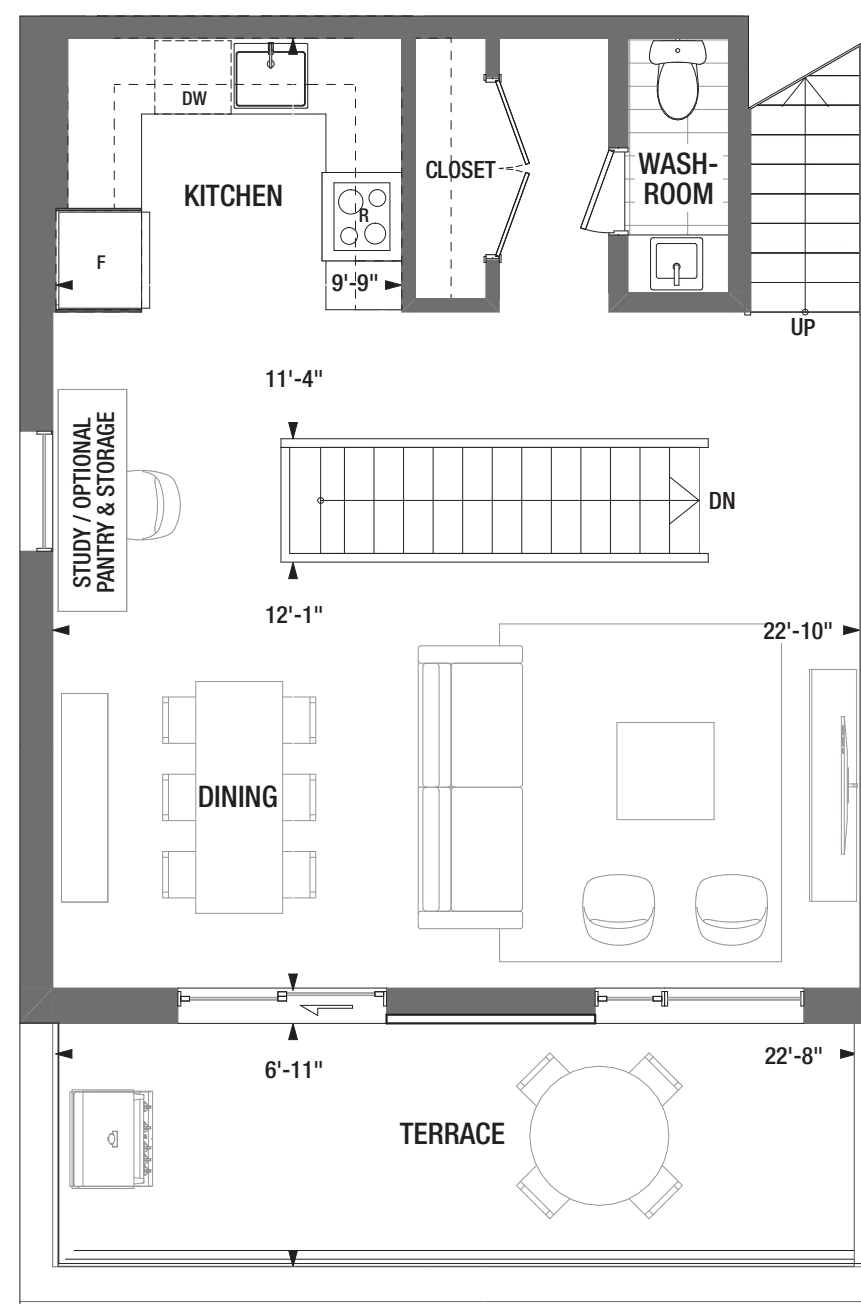 DW
KITCHEN
CLOSET
WASH-
ROOM
F
R
9'-9"
UP
11'-4"
STUDY / OPTIONAL
PANTRY & STORAGE
DN
12'-1"
22'-10"
DINING
6'-11"
22'-8"
TERRACE